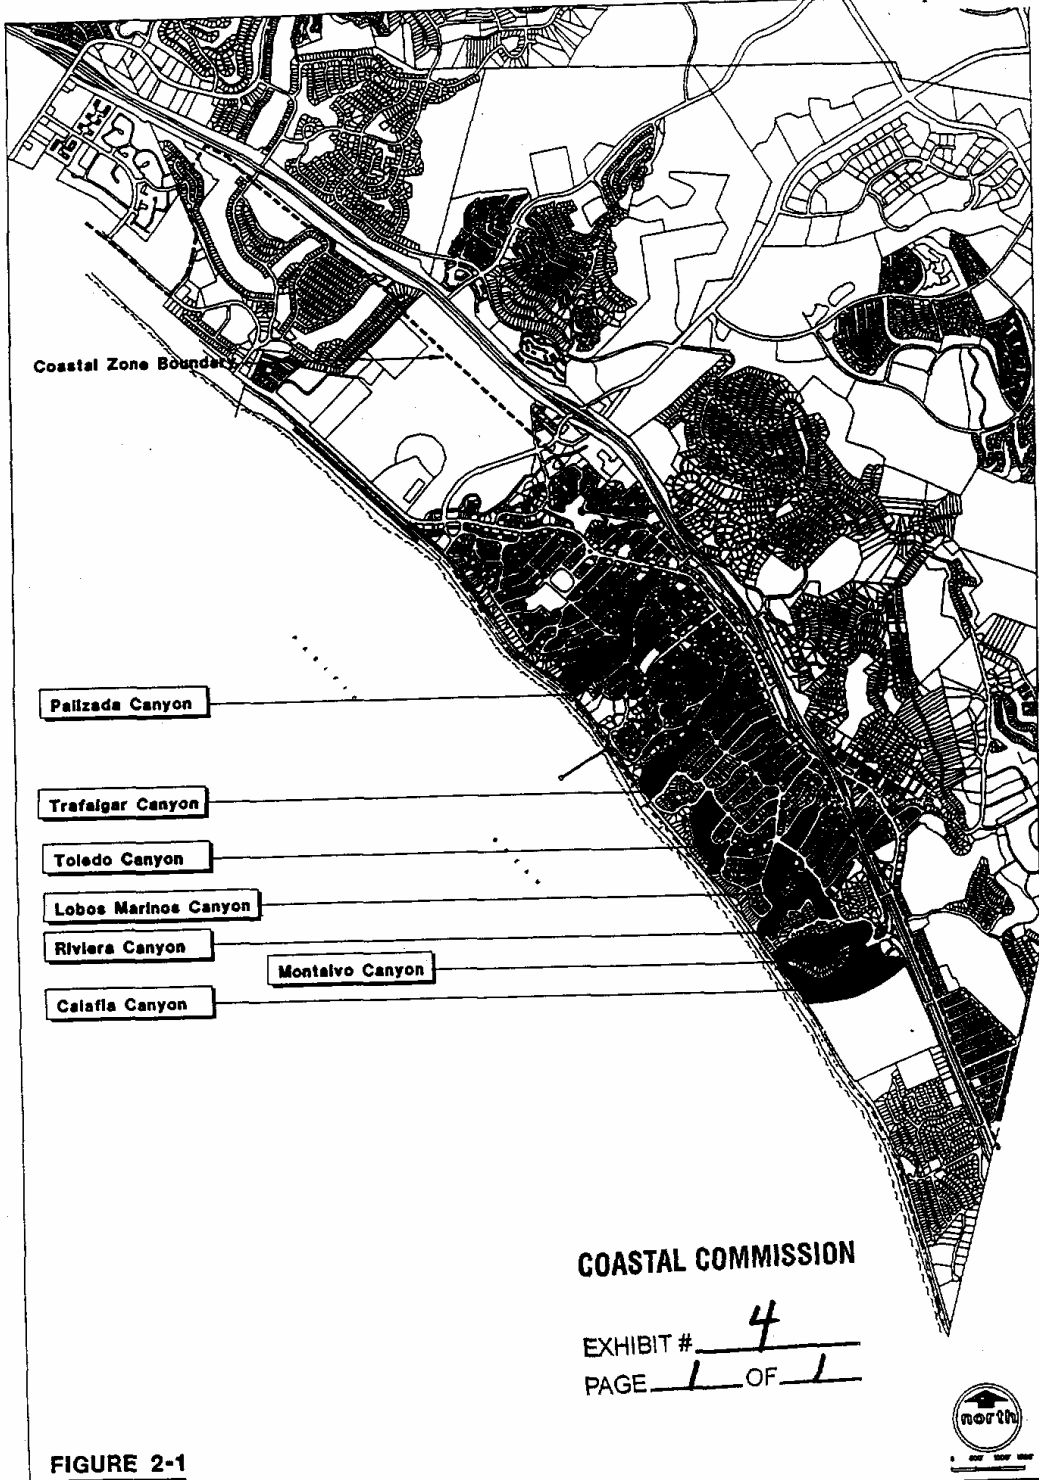 Coastal Zone Boundary
Palizada Canyon
Trafalgar Canyon
Toledo Canyon
Lobos Marinos Canyon
Riviera Canyon
Montalvo Canyon
Calafia Canyon
COASTAL COMMISSION
EXHIBIT # 4
PAGE 1 OF 1
north
FIGURE 2-1